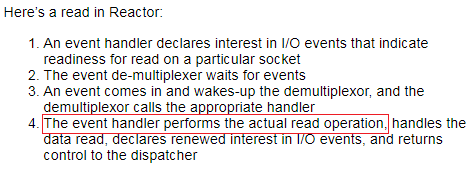 Here's a read in Reactor:
1. An event handler declares interest in I/O events that indicate
readiness for read on a particular socket
2. The event de-multiplexer waits for events
3. An event comes in and wakes-up the demultiplexor, and the
demultiplexor calls the appropriate handler
4. The event handler performs the actual read operation, handles the
data read, declares renewed interest in I/O events, and returns
control to the dispatcher